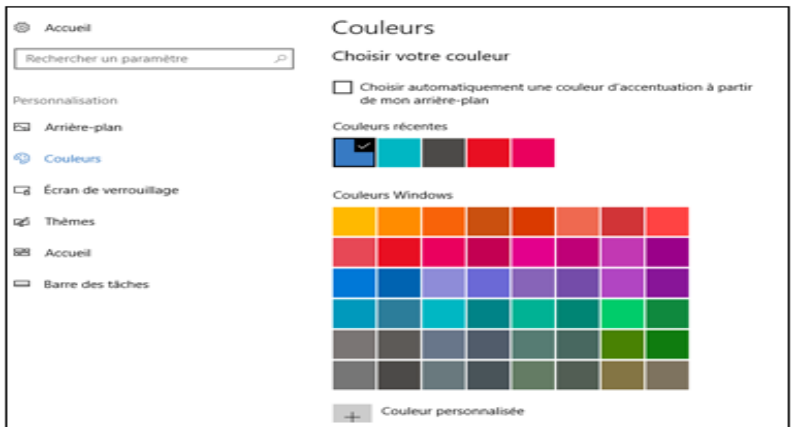 Accueil
Rechercher un paramètre
Personnalisation
Arrière-plan
Couleurs
Écran de verrouillage
Thèmes
Accueil
Barre des tâches
Couleurs
Choisir votre couleur
Choisir automatiquement une couleur d'accentuation à partir
de mon arrière-plan
Couleurs récentes
Couleurs Windows
Couleur personnalisée